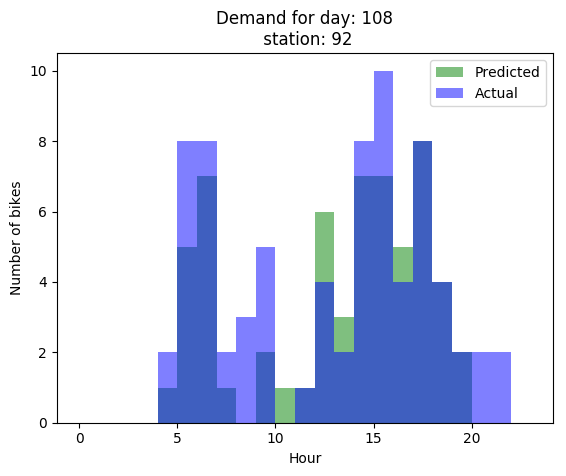 Demand for day: 108
station: 92
Predicted
Actual
10
8
6
4
2
0
Number of bikes
0 5 10 15 20
Hour